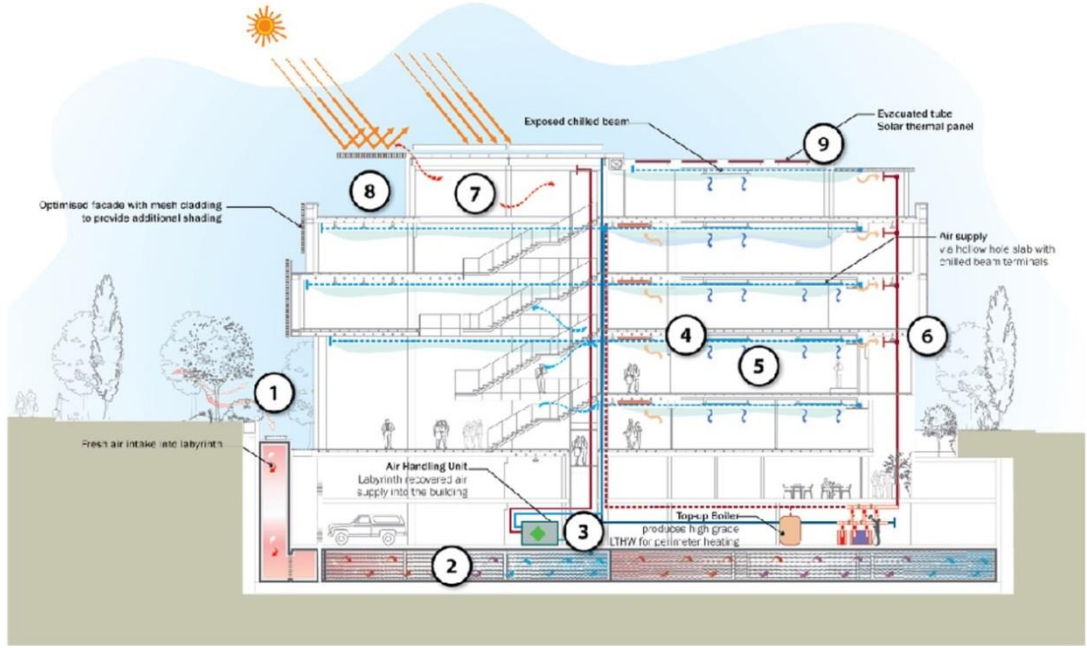 Exposed chilled beam
Evacuated tube
Solar thermal panel
9
8
7
Optimised facade with mesh cladding
to provide additional shading
Air supply
via hollow hole slab with
chilled beam terminals
4
6
5
1
Fresh air intake into labyrinth
Air Handling Unit
Labyrinth recovered air
supply into the building
3
Top-up Boiler
produces high grade
LTHW for perimeter heating
2